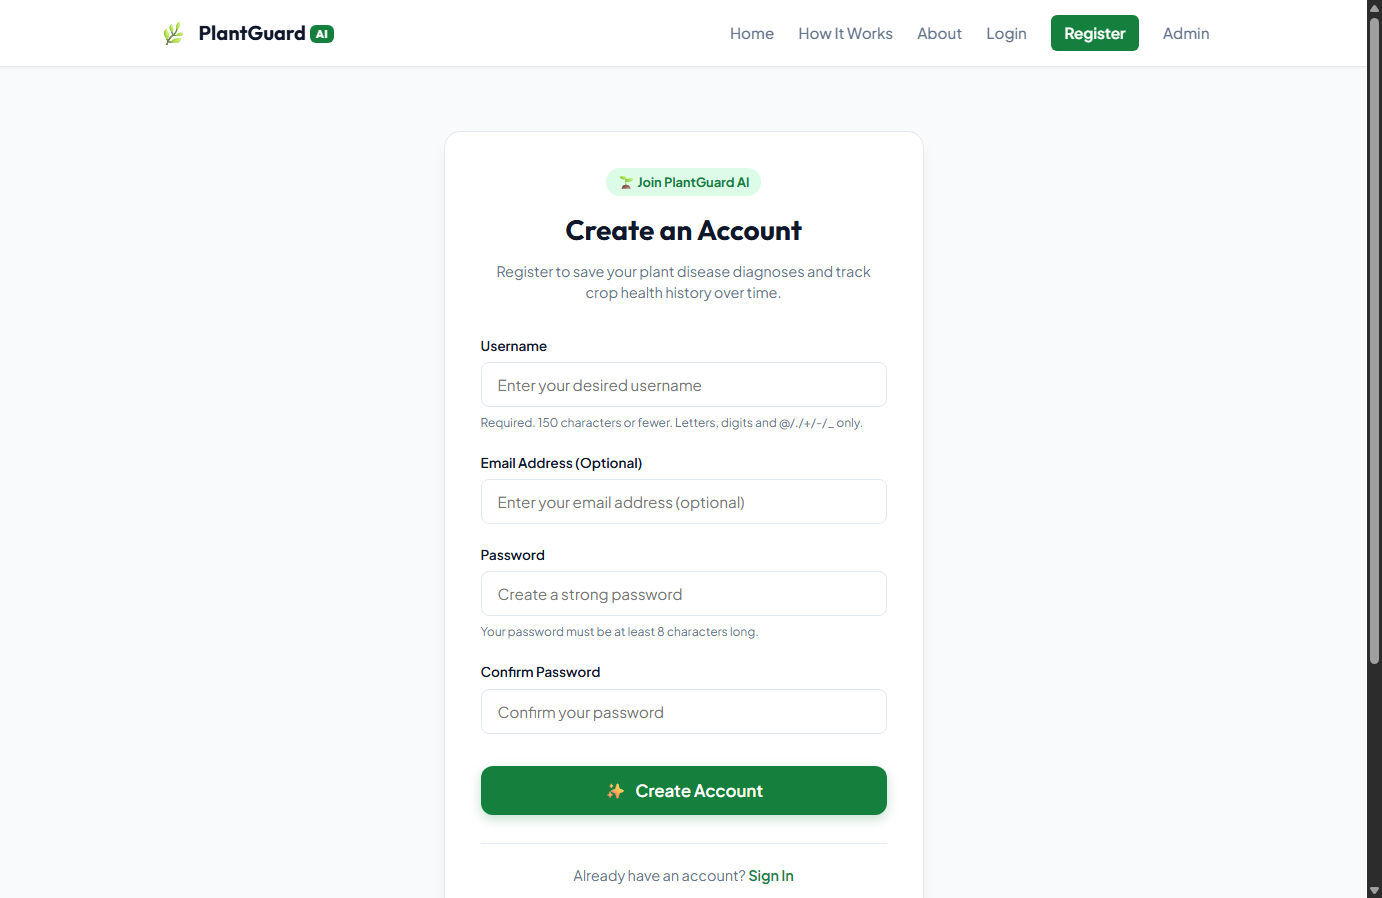 PlantGuard AI
Home How It Works About Login Register Admin
Join PlantGuard AI
Create an Account
Register to save your plant disease diagnoses and track
crop health history over time.
Username
Enter your desired username
Required. 150 characters or fewer. Letters, digits and @/./+/-/_ only.
Email Address (Optional)
Enter your email address (optional)
Password
Create a strong password
Your password must be at least 8 characters long.
Confirm Password
Confirm your password
Create Account
Already have an account? Sign In